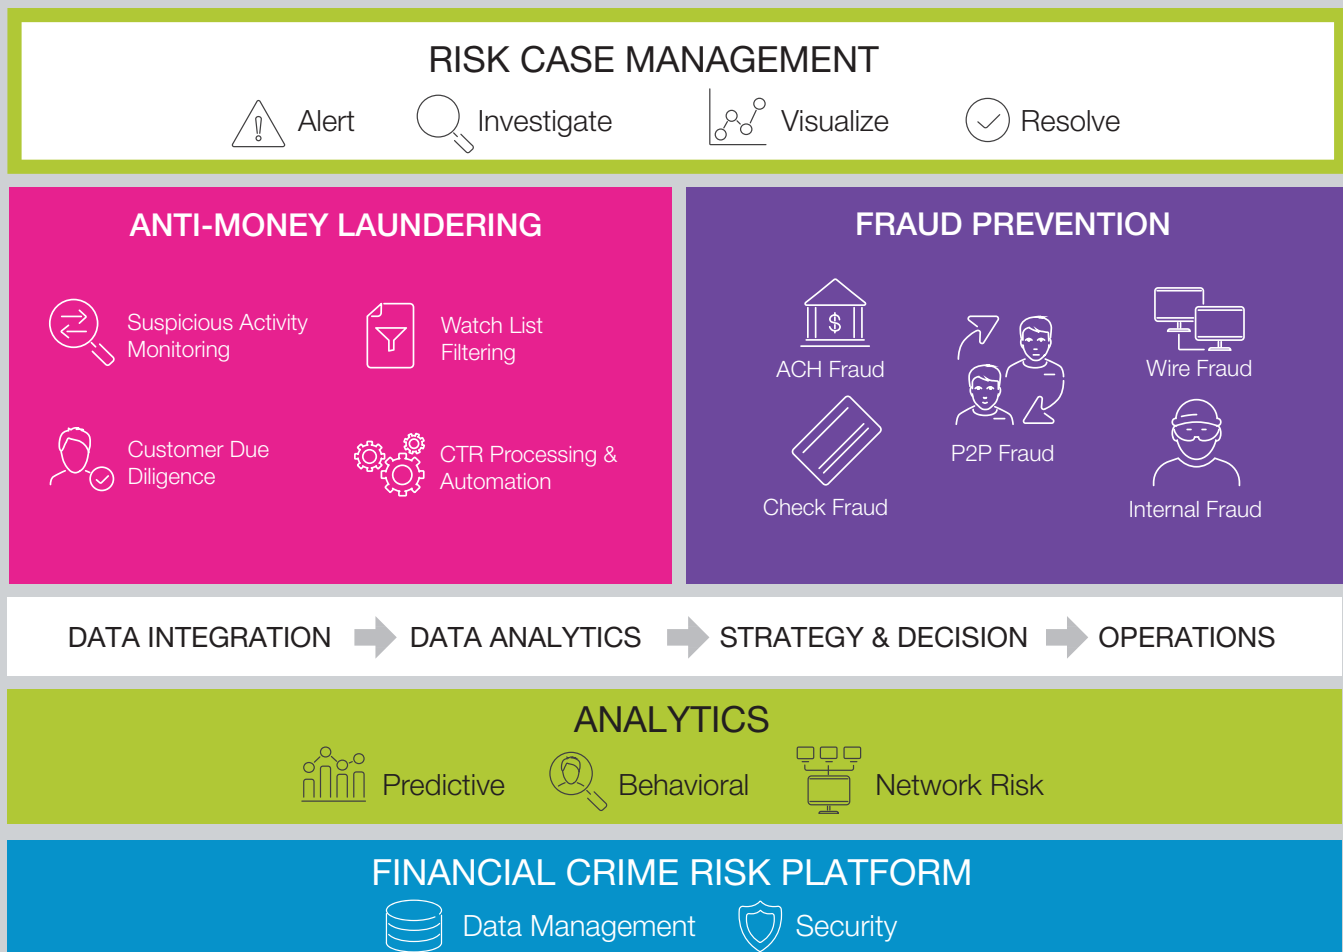 RISK CASE MANAGEMENT
Alert
Investigate
Visualize
Resolve
ANTI-MONEY LAUNDERING
Suspicious Activity
Monitoring
Watch List
Filtering
Customer Due
Diligence
CTR Processing &
Automation
FRAUD PREVENTION
$
ACH Fraud
P2P Fraud
Wire Fraud
Check Fraud
Internal Fraud
DATA INTEGRATION
DATA ANALYTICS
STRATEGY & DECISION
OPERATIONS
ANALYTICS
Predictive
Behavioral
Network Risk
FINANCIAL CRIME RISK PLATFORM
Data Management
Security